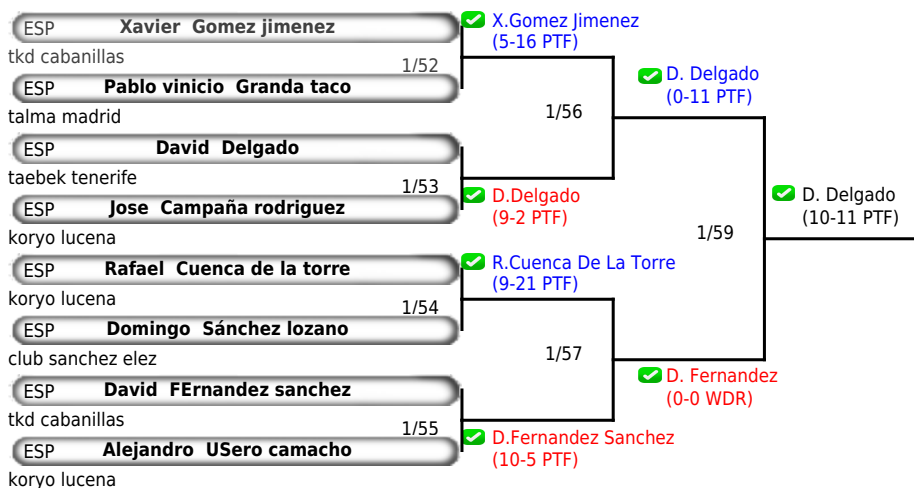 ESP Xavier Gomez jimenez
tkd cabanillas
1/52
ESP Pablo vinicio Granda taco
talma madrid
ESP David Delgado
taebek tenerife
1/53
ESP Jose Campaña rodriguez
koryo lucena
ESP Rafael Cuenca de la torre
koryo lucena
1/54
ESP Domingo Sánchez lozano
club sanchez elez
ESP David FErnandez sanchez
tkd cabanillas
1/55
ESP Alejandro USero camacho
koryo lucena
X.Gomez Jimenez
(5-16 PTF)
1/56
D.Delgado
(9-2 PTF)
R.Cuenca De La Torre
(9-21 PTF)
1/57
D.Fernandez Sanchez
(10-5 PTF)
D. Delgado
(0-11 PTF)
1/59
D. Fernandez
(0-0 WDR)
D. Delgado
(10-11 PTF)